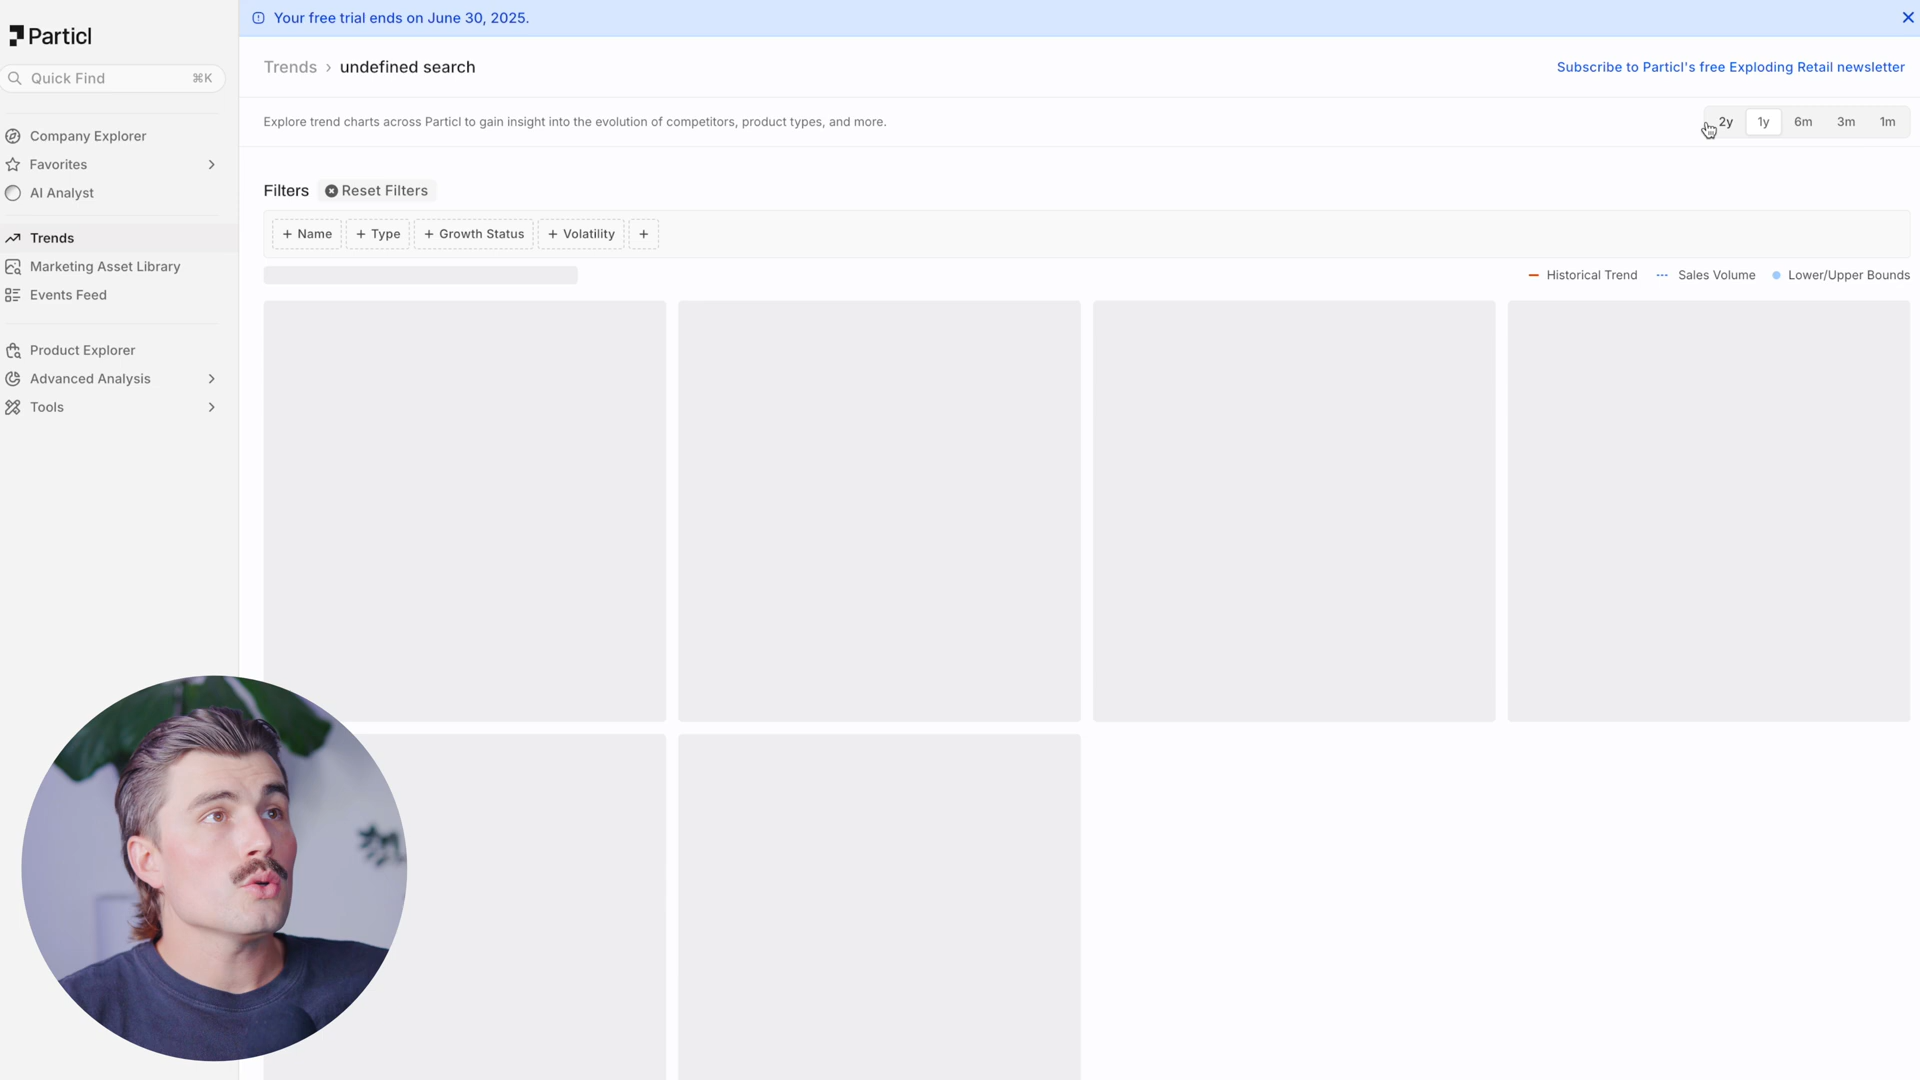 Your free trial ends on June 30, 2025.
Particl
Quick Find ⌘K
Company Explorer
Favorites
AI Analyst
Trends
Marketing Asset Library
Events Feed
Product Explorer
Advanced Analysis
Tools
Trends › undefined search
Subscribe to Particl's free Exploding Retail newsletter
Explore trend charts across Particl to gain insight into the evolution of competitors, product types, and more.
2y 1y 6m 3m 1m
Filters Reset Filters
+ Name + Type + Growth Status + Volatility +
Historical Trend Sales Volume Lower/Upper Bounds